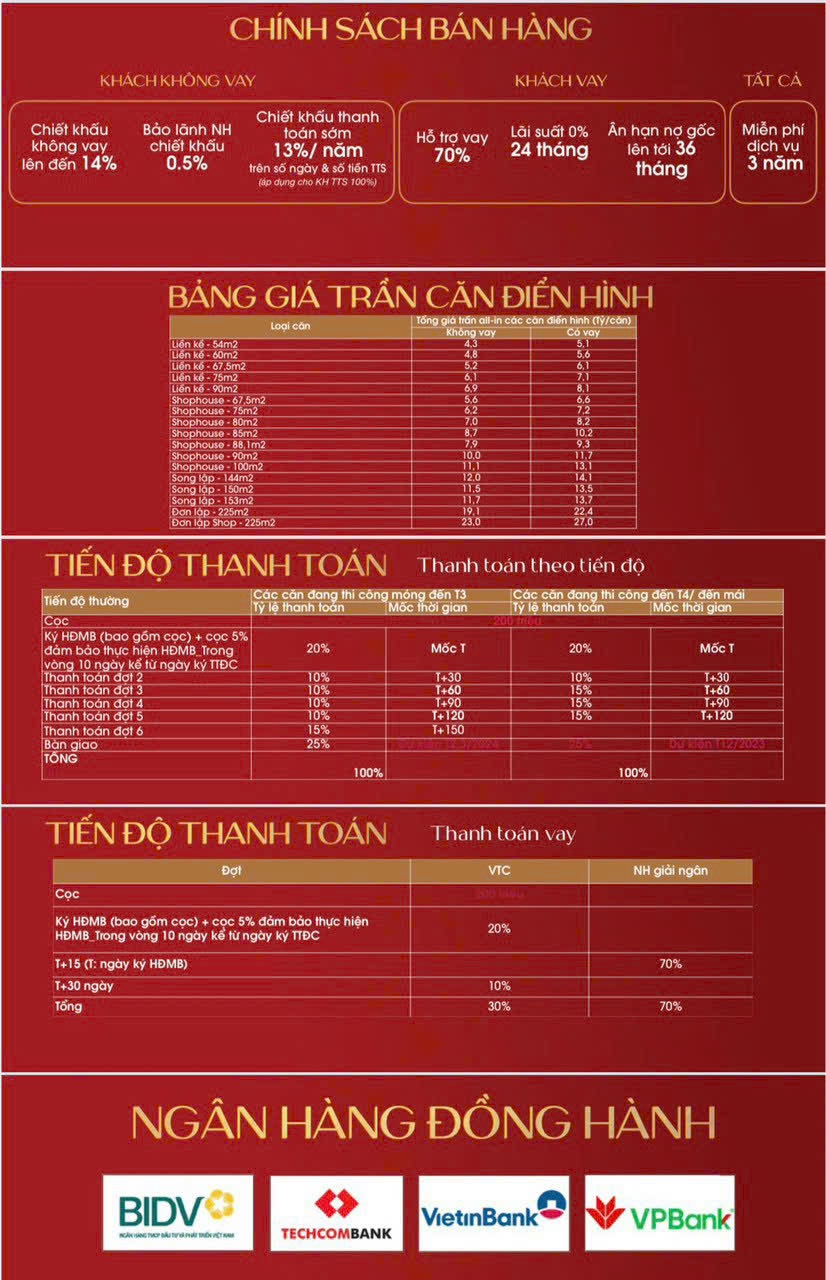 CHÍNH SÁCH BÁN HÀNG
KHÁCH KHÔNG VAY
KHÁCH VAY
TẤT CẢ
Chiết khấu
không vay
lên đến 14%
Bảo lãnh NH
chiết khấu
0.5%
Chiết khấu thanh
toán sớm
13%/ năm
trên số ngày & số tiền TTS
(áp dụng cho KH TTS 100%)
Hỗ trợ vay
70%
Lãi suất 0%
24 tháng
Ân hạn nợ gốc
lên tới 36
tháng
Miễn phí
dịch vụ
3 năm
BẢNG GIÁ TRẦN CĂN ĐIỂN HÌNH
Loại căn
Tổng giá trần all-in các căn điển hình (Tỷ/căn)
Không vay Có vay
Liền kề - 54m2 4,3 5,1
Liền kề - 60m2 4,8 5,6
Liền kề - 67,5m2 5,2 6,1
Liền kề - 75m2 6,1 7,1
Liền kề - 90m2 6,9 8,1
Shophouse - 67,5m2 5,6 6,6
Shophouse - 75m2 6,2 7,2
Shophouse - 80m2 7,0 8,2
Shophouse - 85m2 8,7 10,2
Shophouse - 88,1m2 7,9 9,3
Shophouse - 90m2 10,0 11,7
Shophouse - 100m2 11,1 13,1
Song lập - 144m2 12,0 14,1
Song lập - 150m2 11,5 13,5
Song lập - 153m2 11,7 13,7
Đơn lập - 225m2 19,1 22,4
Đơn lập Shop - 225m2 23,0 27,0
TIẾN ĐỘ THANH TOÁN Thanh toán theo tiến độ
Tiến độ thường
Các căn đang thi công móng đến T3 Các căn đang thi công đến T4/ đến mái
Tỷ lệ thanh toán Mốc thời gian Tỷ lệ thanh toán Mốc thời gian
Cọc 200 triệu
Ký HĐMB (bao gồm cọc) + cọc 5%
đảm bảo thực hiện HĐMB_Trong
vòng 10 ngày kể từ ngày ký TTĐC
20% Mốc T 20% Mốc T
Thanh toán đợt 2 10% T+30 10% T+30
Thanh toán đợt 3 10% T+60 15% T+60
Thanh toán đợt 4 10% T+90 15% T+90
Thanh toán đợt 5 10% T+120 15% T+120
Thanh toán đợt 6 15% T+150
Bàn giao 25% Dự kiến 25% Dự kiến T12/2023
TỔNG
100% 100%
TIẾN ĐỘ THANH TOÁN Thanh toán vay
Đợt VTC NH giải ngân
Cọc 200 triệu
Ký HĐMB (bao gồm cọc) + cọc 5% đảm bảo thực hiện
HĐMB_Trong vòng 10 ngày kể từ ngày ký TTĐC
20%
T+15 (T: ngày ký HĐMB) 70%
T+30 ngày 10%
Tổng 30% 70%
NGÂN HÀNG ĐỒNG HÀNH
BIDV
NGÂN HÀNG TMCP ĐẦU TƯ VÀ PHÁT TRIỂN VIỆT NAM
TECHCOMBANK
VietinBank
VPBank